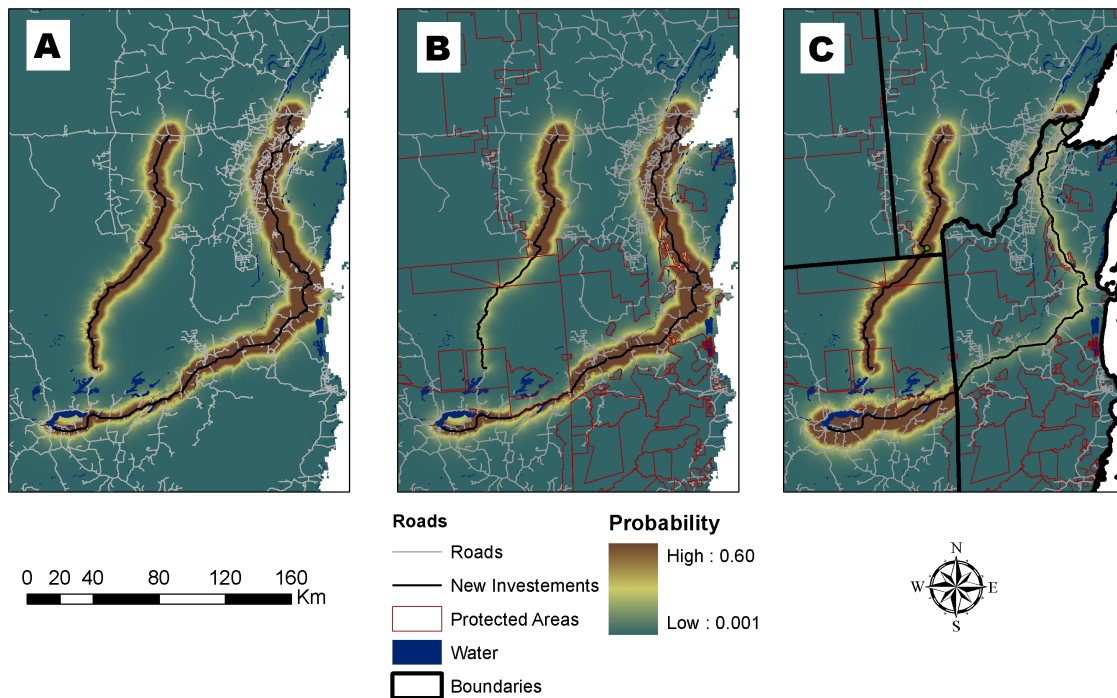 A
B
C
0 20 40 80 120 160
Km
Roads
Roads
New Investements
Protected Areas
Water
Boundaries
Probability
High : 0.60
Low : 0.001
N
W E
S